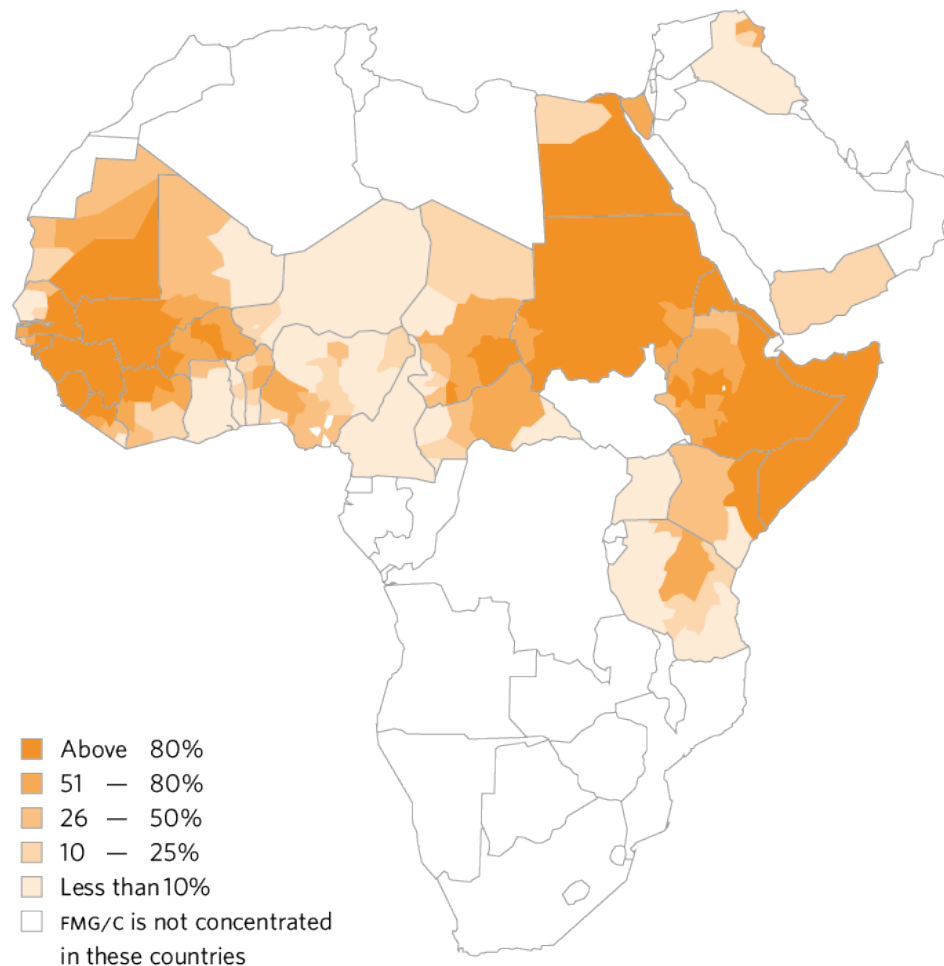 Above 80%
51 — 80%
26 — 50%
10 — 25%
Less than 10%
FMG/C is not concentrated
in these countries